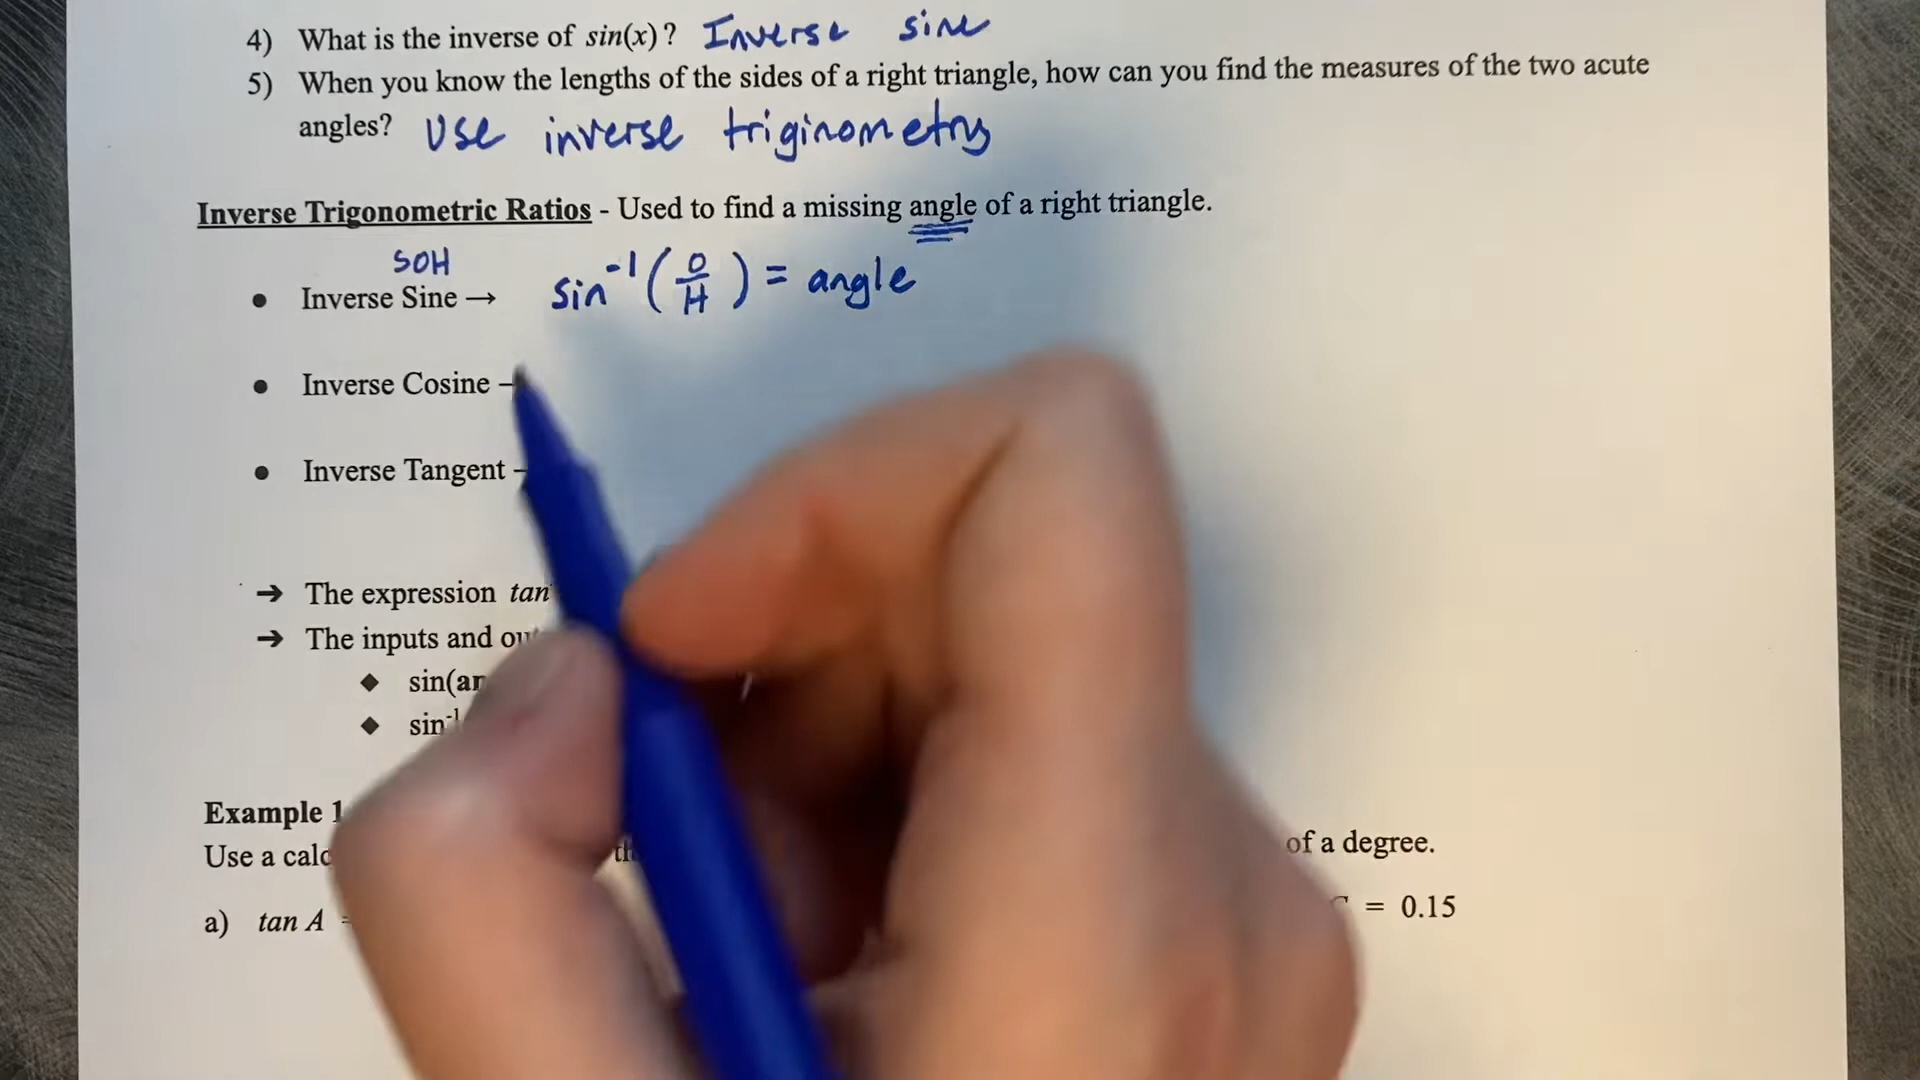 4) What is the inverse of sin(x)? Inverse sine
5) When you know the lengths of the sides of a right triangle, how can you find the measures of the two acute
angles? Use inverse triginometry
Inverse Trigonometric Ratios - Used to find a missing angle of a right triangle.
SOH
● Inverse Sine → sin⁻¹(O/H) = angle
● Inverse Cosine
● Inverse Tangent
➔ The expression tan
➔ The inputs and
◆ sin(
◆ sin⁻¹
Example 1
Use a of a degree.
a) tan A = = 0.15